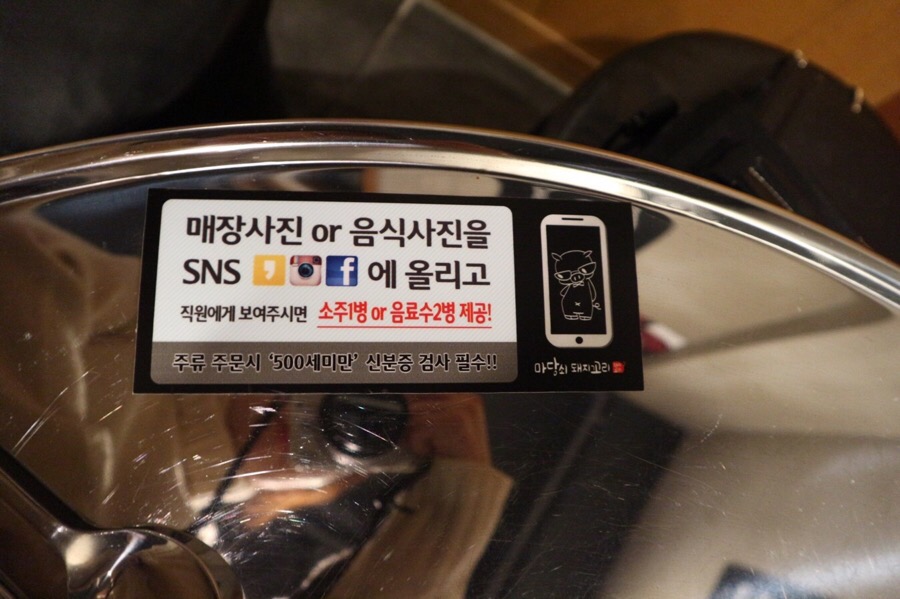 매장사진 or 음식사진을
SNS 에 올리고
직원에게 보여주시면 소주1병 or 음료수2병 제공!
주류 주문시 '500세미만' 신분증 검사 필수!!
마달쇠 돼지꼬리